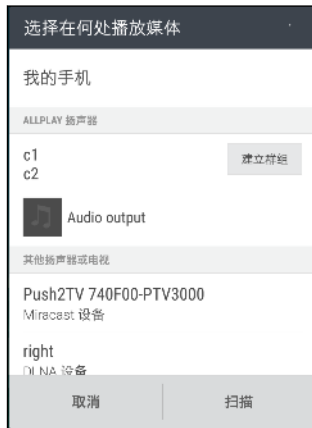 选择在何处播放媒体
我的手机
ALLPLAY 扬声器
c1
c2
建立群组
Audio output
其他扬声器或电视
Push2TV 740F00-PTV3000
Miracast 设备
right
DLNA 设备
取消
扫描